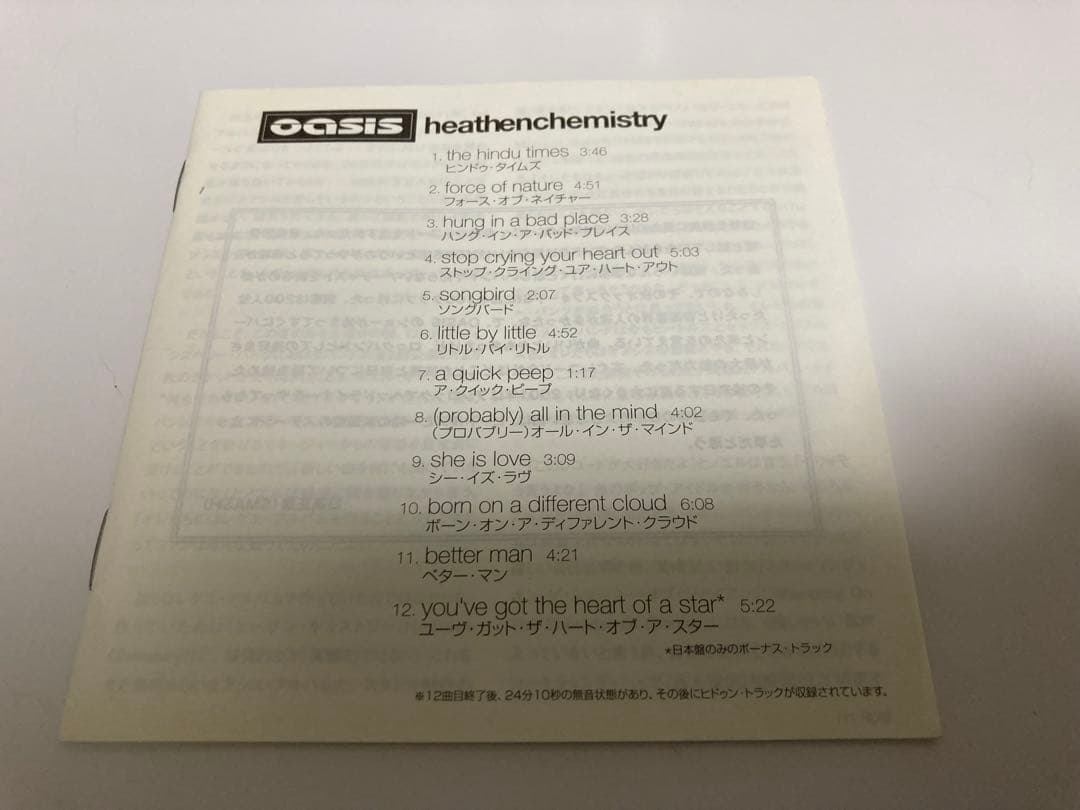 oasis heathenchemistry
1. the hindu times 3:46
ヒンドゥ・タイムズ
2. force of nature 4:51
フォース・オブ・ネイチャー
3. hung in a bad place 3:28
ハング・イン・ア・バッド・プレイス
4. stop crying your heart out 5:03
ストップ・クライング・ユア・ハート・アウト
5. songbird 2:07
ソングバード
6. little by little 4:52
リトル・バイ・リトル
7. a quick peep 1:17
ア・クイック・ピープ
8. (probably) all in the mind 4:02
(プロバブリー)オール・イン・ザ・マインド
9. she is love 3:09
シー・イズ・ラヴ
10. born on a different cloud 6:08
ボーン・オン・ア・ディファレント・クラウド
11. better man 4:21
ベター・マン
12. you've got the heart of a star* 5:22
ユーヴ・ガット・ザ・ハート・オブ・ア・スター
*日本盤のみのボーナス・トラック
※12曲目終了後、24分10秒の無音状態があり、その後にヒドゥン・トラックが収録されています。